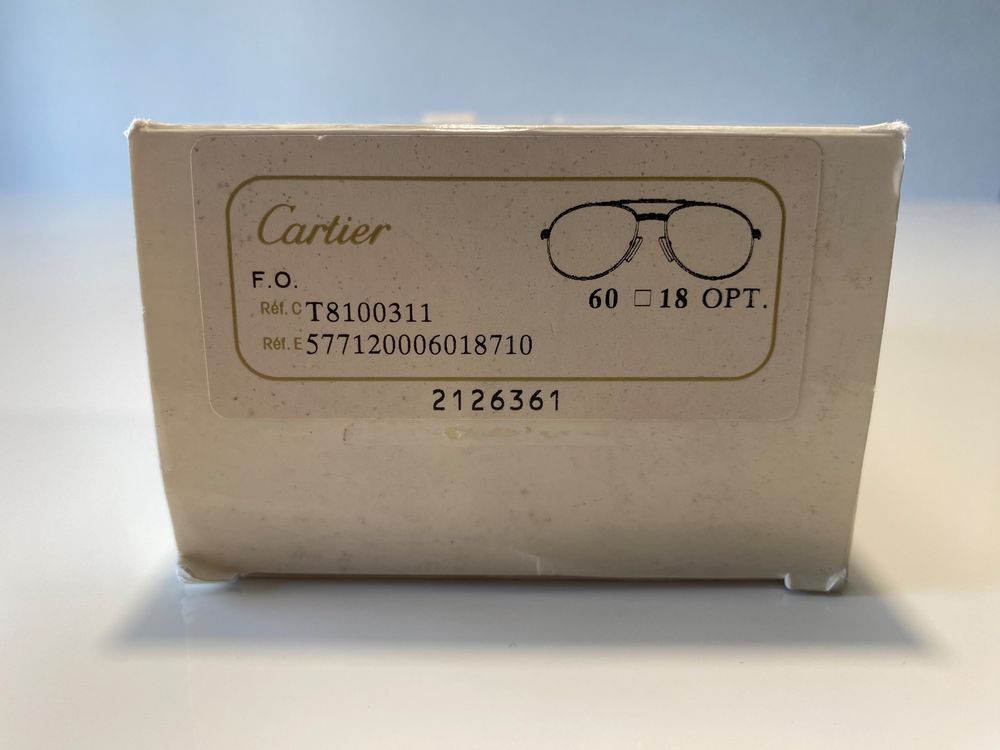 Cartier
F.O.
Réf. C T8100311
60 □ 18 OPT.
Réf. E 577120006018710
2126361